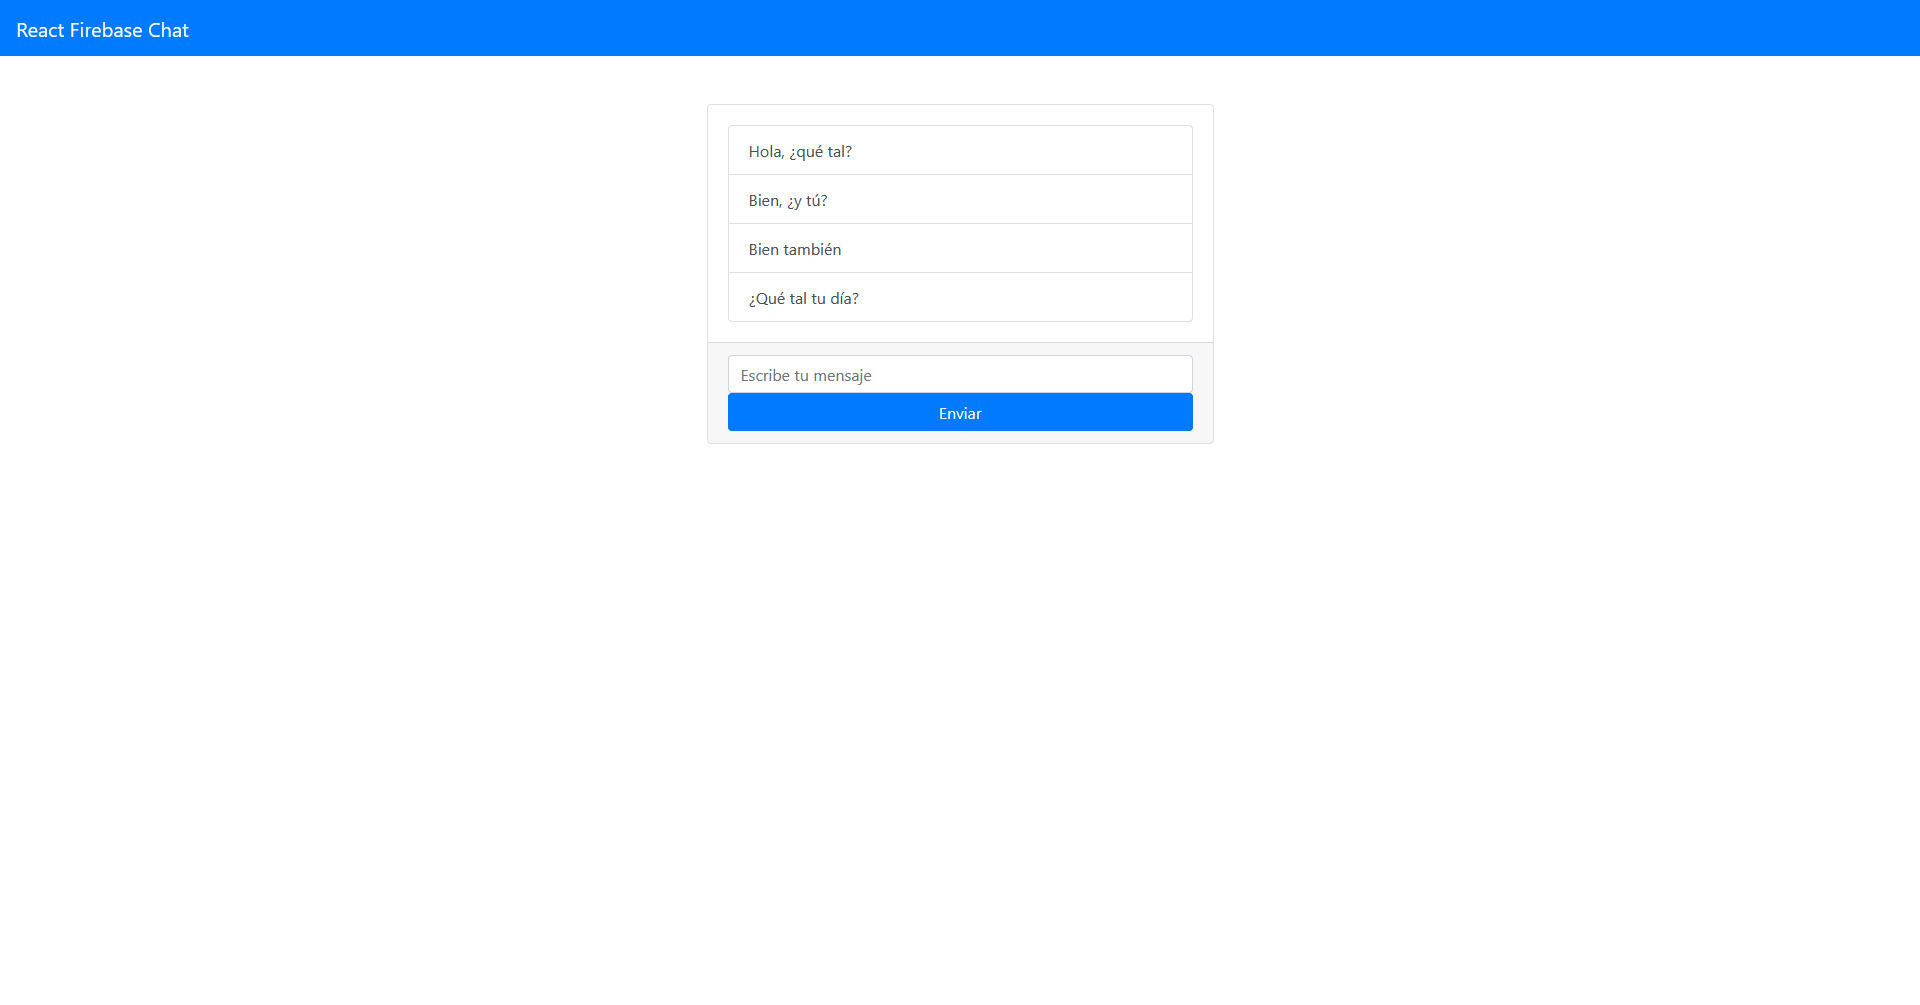 React Firebase Chat
Hola, ¿qué tal?
Bien, ¿y tú?
Bien también
¿Qué tal tu día?
Escribe tu mensaje
Enviar